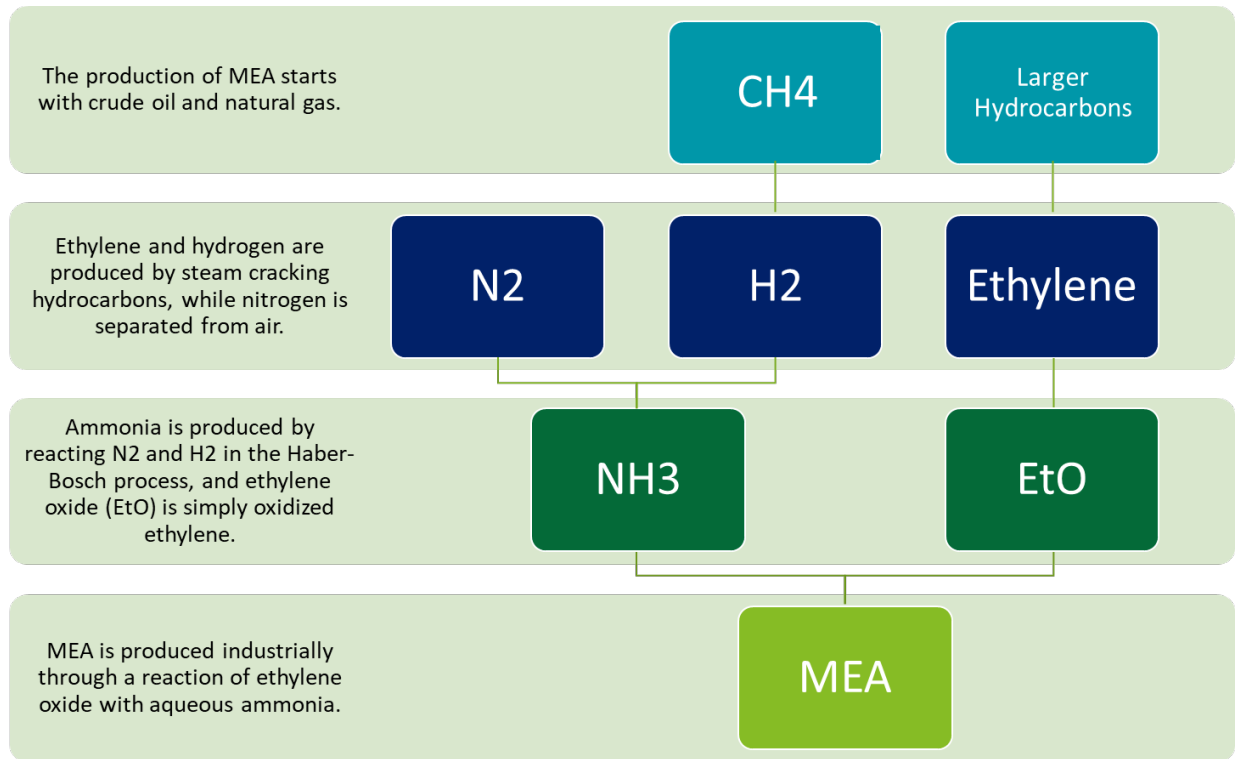 The production of MEA starts
with crude oil and natural gas.
CH4
Larger
Hydrocarbons
Ethylene and hydrogen are
produced by steam cracking
hydrocarbons, while nitrogen is
separated from air.
N2
H2
Ethylene
Ammonia is produced by
reacting N2 and H2 in the Haber-
Bosch process, and ethylene
oxide (EtO) is simply oxidized
ethylene.
NH3
EtO
MEA is produced industrially
through a reaction of ethylene
oxide with aqueous ammonia.
MEA